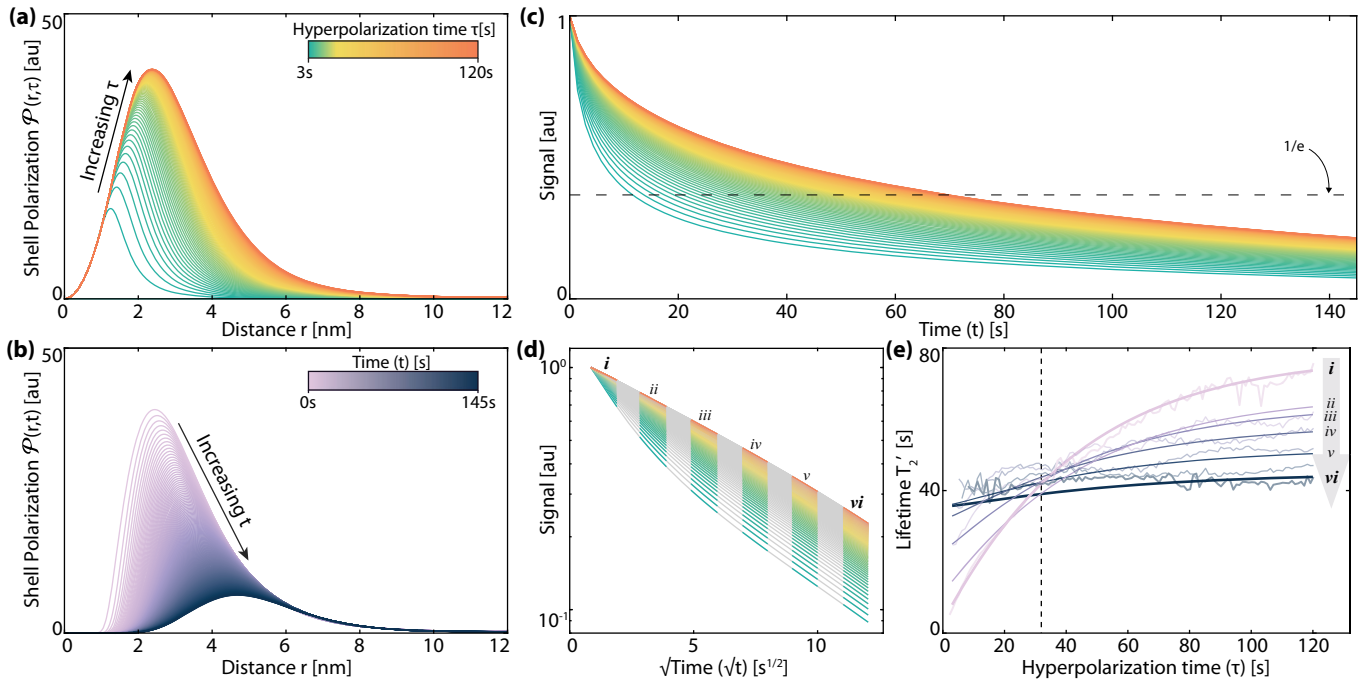 (a)
50
Shell Polarization 𝒫(r,τ) [au]
0
Hyperpolarization time τ[s]
3s 120s
Increasing τ
0 2 4 6 8 10 12
Distance r [nm]
(b)
50
Shell Polarization 𝒫(r,t) [au]
0
Time (t) [s]
0s 145s
Increasing t
0 2 4 6 8 10 12
Distance r [nm]
(c)
1
Signal [au]
0
1/e
0 20 40 60 80 100 120 140
Time (t) [s]
(d)
10⁰
Signal [au]
10⁻¹
i
ii
iii
iv
v
vi
0 5 10
√Time (√t) [s^1/2]
(e)
80
40
0
Lifetime T₂′ [s]
i
ii
iii
iv
v
vi
0 20 40 60 80 100 120
Hyperpolarization time (τ) [s]